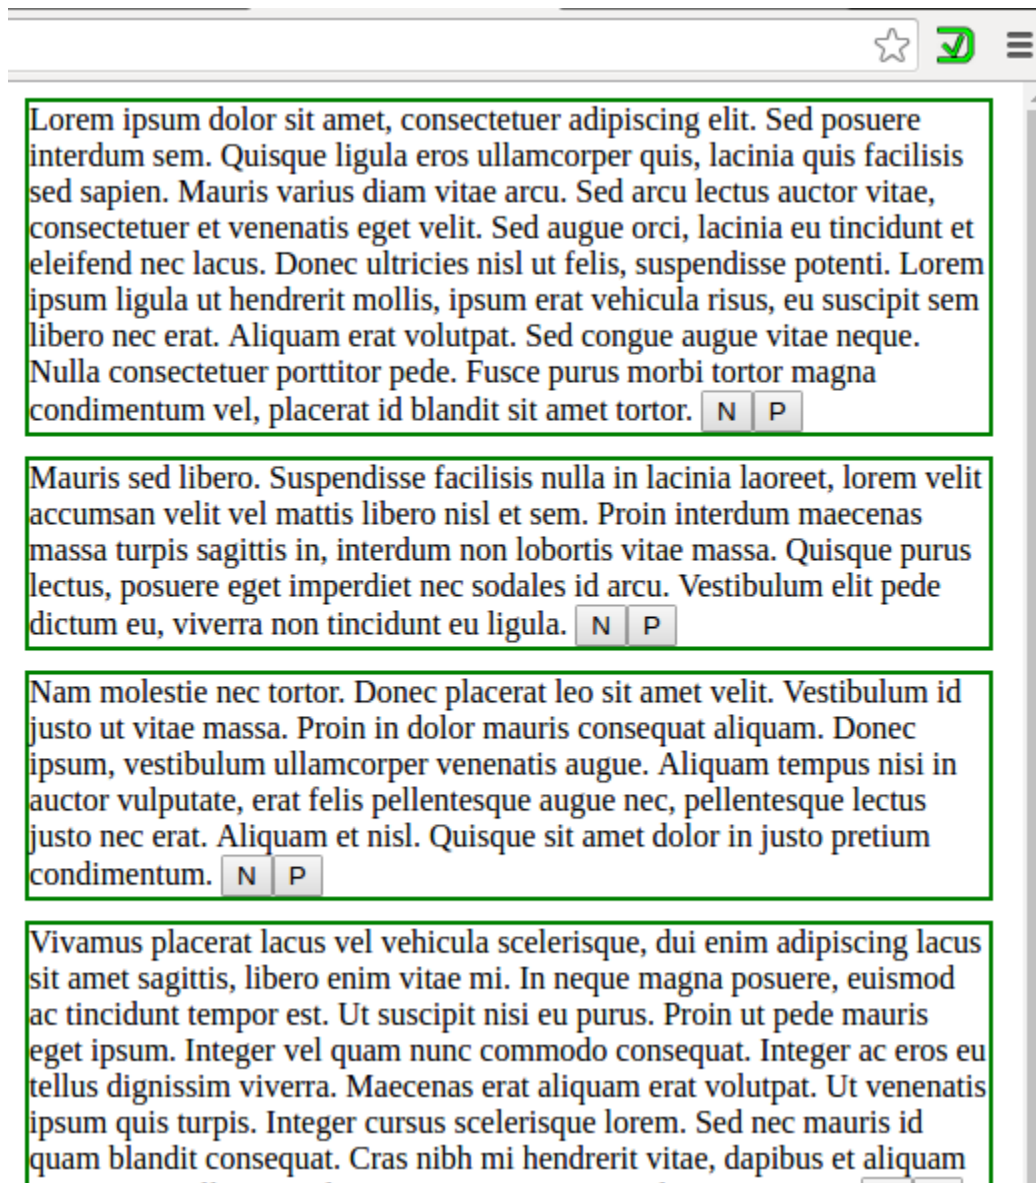 Lorem ipsum dolor sit amet, consectetuer adipiscing elit. Sed posuere
interdum sem. Quisque ligula eros ullamcorper quis, lacinia quis facilisis
sed sapien. Mauris varius diam vitae arcu. Sed arcu lectus auctor vitae,
consectetuer et venenatis eget velit. Sed augue orci, lacinia eu tincidunt et
eleifend nec lacus. Donec ultricies nisl ut felis, suspendisse potenti. Lorem
ipsum ligula ut hendrerit mollis, ipsum erat vehicula risus, eu suscipit sem
libero nec erat. Aliquam erat volutpat. Sed congue augue vitae neque.
Nulla consectetuer porttitor pede. Fusce purus morbi tortor magna
condimentum vel, placerat id blandit sit amet tortor. N P
Mauris sed libero. Suspendisse facilisis nulla in lacinia laoreet, lorem velit
accumsan velit vel mattis libero nisl et sem. Proin interdum maecenas
massa turpis sagittis in, interdum non lobortis vitae massa. Quisque purus
lectus, posuere eget imperdiet nec sodales id arcu. Vestibulum elit pede
dictum eu, viverra non tincidunt eu ligula. N P
Nam molestie nec tortor. Donec placerat leo sit amet velit. Vestibulum id
justo ut vitae massa. Proin in dolor mauris consequat aliquam. Donec
ipsum, vestibulum ullamcorper venenatis augue. Aliquam tempus nisi in
auctor vulputate, erat felis pellentesque augue nec, pellentesque lectus
justo nec erat. Aliquam et nisl. Quisque sit amet dolor in justo pretium
condimentum. N P
Vivamus placerat lacus vel vehicula scelerisque, dui enim adipiscing lacus
sit amet sagittis, libero enim vitae mi. In neque magna posuere, euismod
ac tincidunt tempor est. Ut suscipit nisi eu purus. Proin ut pede mauris
eget ipsum. Integer vel quam nunc commodo consequat. Integer ac eros eu
tellus dignissim viverra. Maecenas erat aliquam erat volutpat. Ut venenatis
ipsum quis turpis. Integer cursus scelerisque lorem. Sed nec mauris id
quam blandit consequat. Cras nibh mi hendrerit vitae, dapibus et aliquam